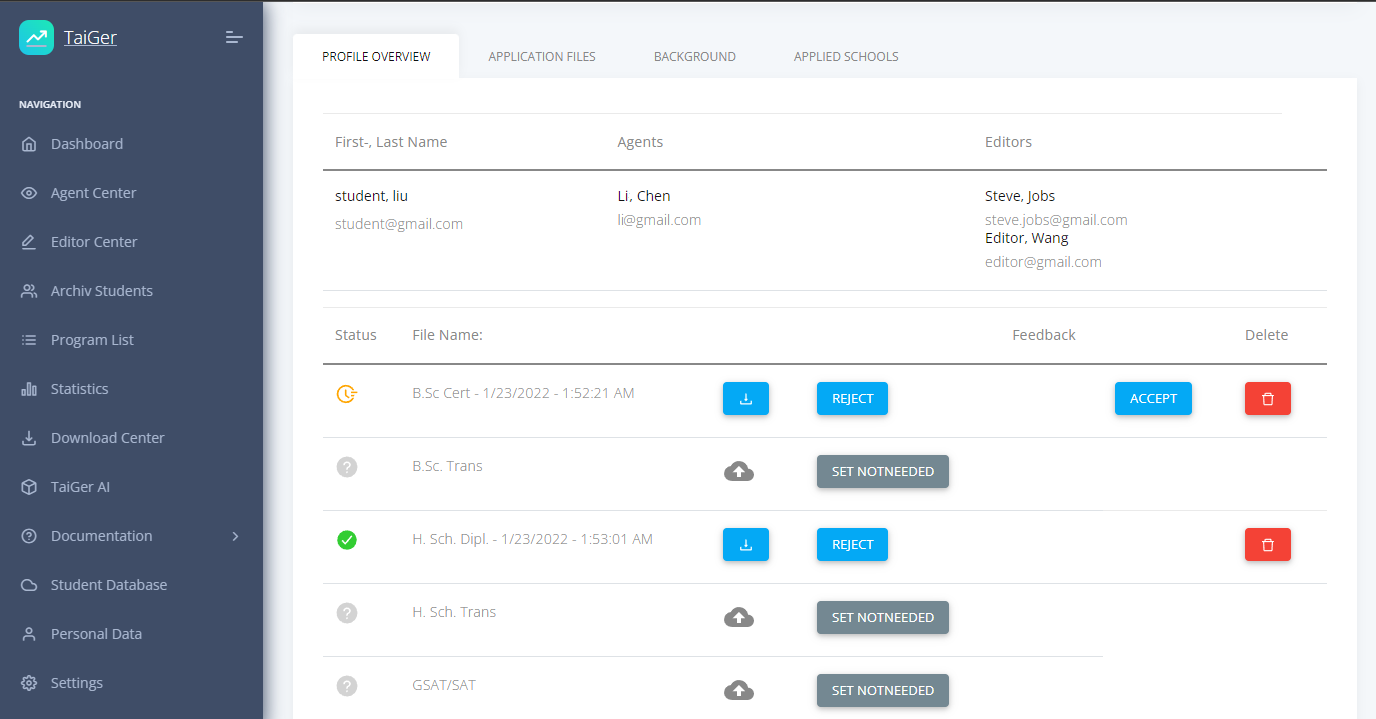 TaiGer
NAVIGATION
Dashboard
Agent Center
Editor Center
Archiv Students
Program List
Statistics
Download Center
TaiGer AI
Documentation
Student Database
Personal Data
Settings
PROFILE OVERVIEW APPLICATION FILES BACKGROUND APPLIED SCHOOLS
First-, Last Name Agents Editors
student, liu Li, Chen Steve, Jobs
student@gmail.com li@gmail.com steve.jobs@gmail.com
Editor, Wang
editor@gmail.com
Status File Name: Feedback Delete
B.Sc Cert - 1/23/2022 - 1:52:21 AM REJECT ACCEPT
? B.Sc. Trans SET NOTNEEDED
H. Sch. Dipl. - 1/23/2022 - 1:53:01 AM REJECT
? H. Sch. Trans SET NOTNEEDED
? GSAT/SAT SET NOTNEEDED